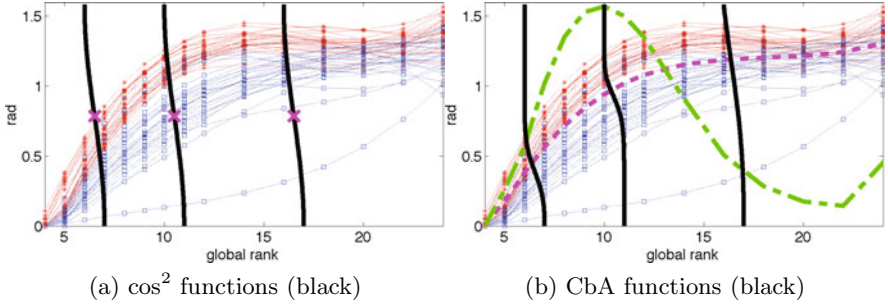 1.5
1
0.5
0
rad
5 10 15 20
global rank
(a) cos² functions (black)
1.5
1
0.5
0
rad
5 10 15 20
global rank
(b) CbA functions (black)